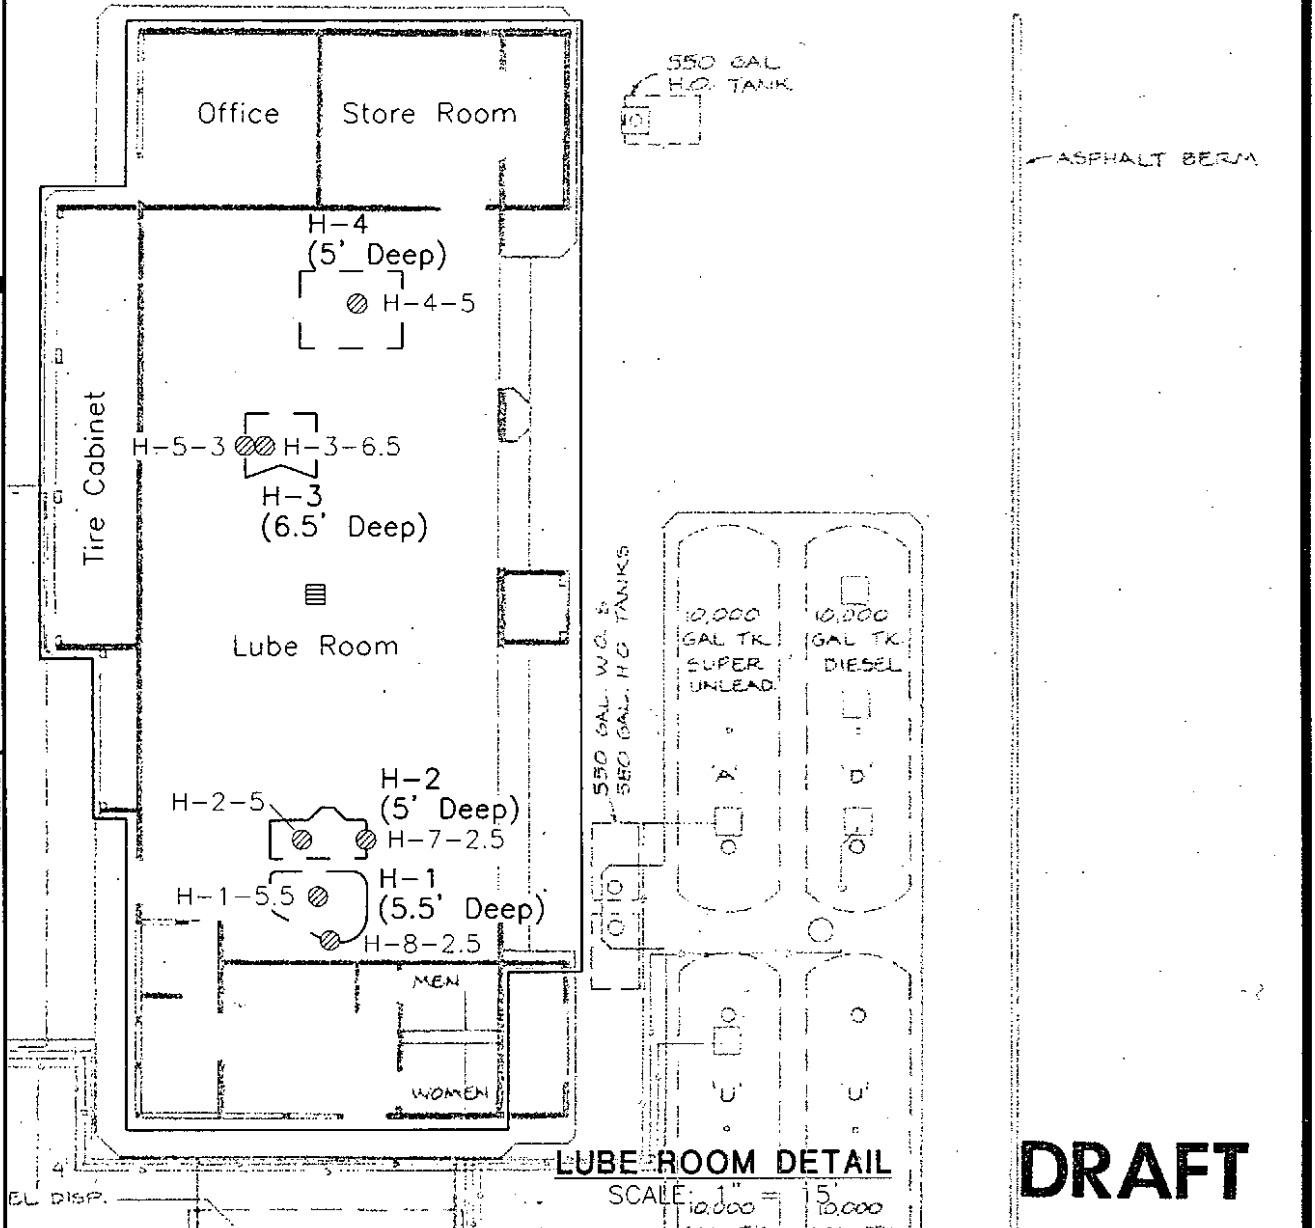 550 GAL
H.O. TANK
Office
Store Room
ASPHALT BERM
H-4
(5' Deep)
H-4-5
Tire Cabinet
H-5-3
H-3-6.5
H-3
(6.5' Deep)
Lube Room
550 GAL. W.O. &
550 GAL. H.O TANKS
10,000
GAL TK.
SUPER
UNLEAD.
10,000
GAL TK.
DIESEL
'A'
'D'
H-2
(5' Deep)
H-2-5
H-7-2.5
H-1
(5.5' Deep)
H-1-5.5
H-8-2.5
MEN
WOMEN
'U'
'U'
4
EL DISP.
LUBE ROOM DETAIL
SCALE: 1" = 15'
10,000
10,000
DRAFT